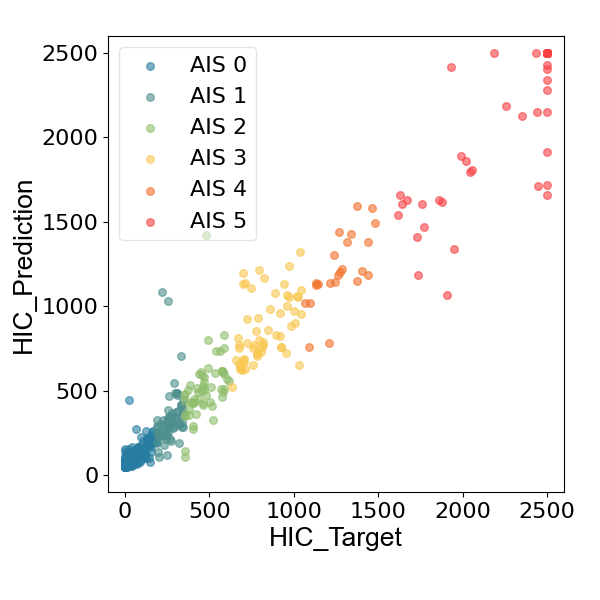 2500
2000
1500
1000
500
0
HIC_Prediction
AIS 0
AIS 1
AIS 2
AIS 3
AIS 4
AIS 5
0 500 1000 1500 2000 2500
HIC_Target